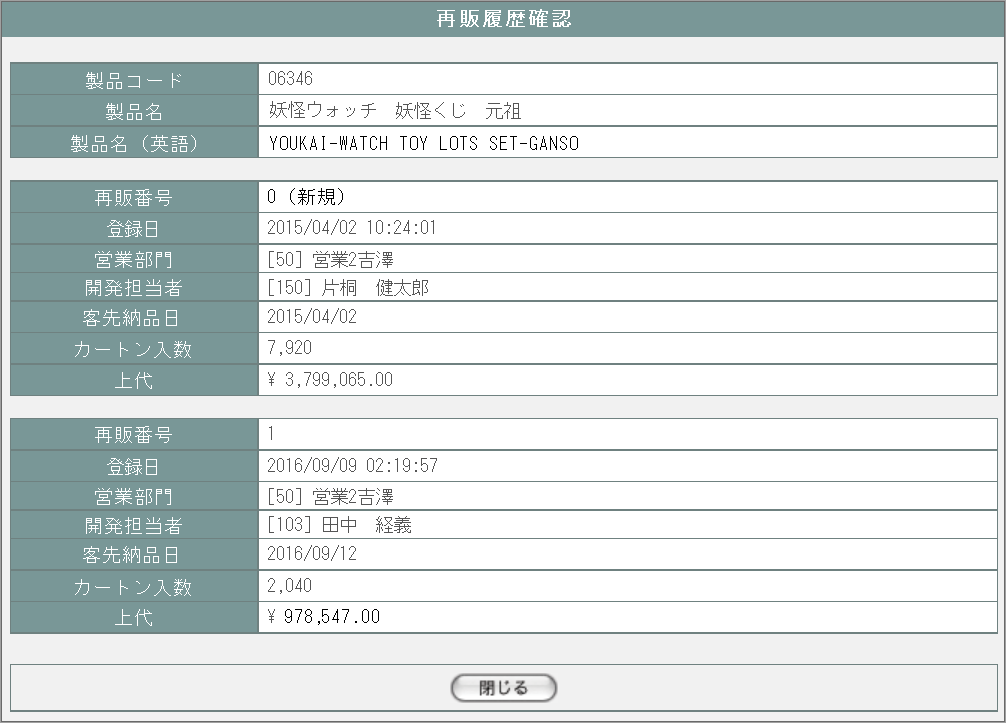 再販履歴確認
製品コード 06346
製品名 妖怪ウォッチ　妖怪くじ　元祖
製品名（英語） YOUKAI-WATCH TOY LOTS SET-GANSO
再販番号 0（新規）
登録日 2015/04/02 10:24:01
営業部門 [50] 営業2吉澤
開発担当者 [150] 片桐　健太郎
客先納品日 2015/04/02
カートン入数 7,920
上代 ¥ 3,799,065.00
再販番号 1
登録日 2016/09/09 02:19:57
営業部門 [50] 営業2吉澤
開発担当者 [103] 田中　経義
客先納品日 2016/09/12
カートン入数 2,040
上代 ¥ 978,547.00
閉じる